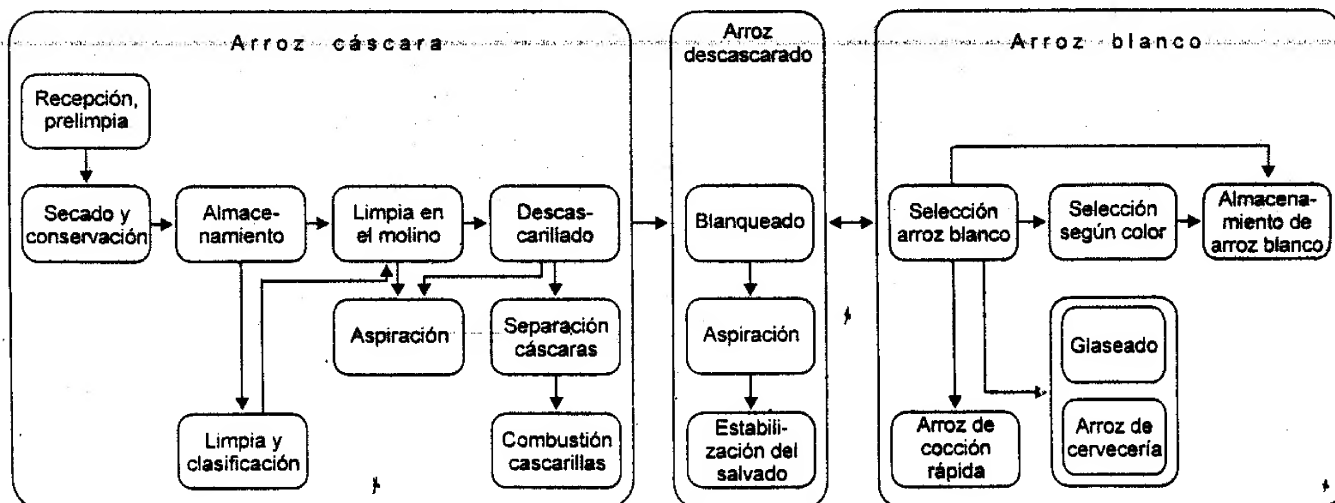 Arroz cáscara
Recepción,
prelimpia
Secado y
conservación
Almace-
namiento
Limpia en
el molino
Descas-
carillado
Aspiración
Separación
cáscaras
Limpia y
clasificación
Combustión
cascarillas
Arroz
descascarado
Blanqueado
Aspiración
Estabili-
zación del
salvado
Arroz blanco
Selección
arroz blanco
Selección
según color
Almacena-
miento de
arroz blanco
Glaseado
Arroz de
cocción
rápida
Arroz de
cervecería